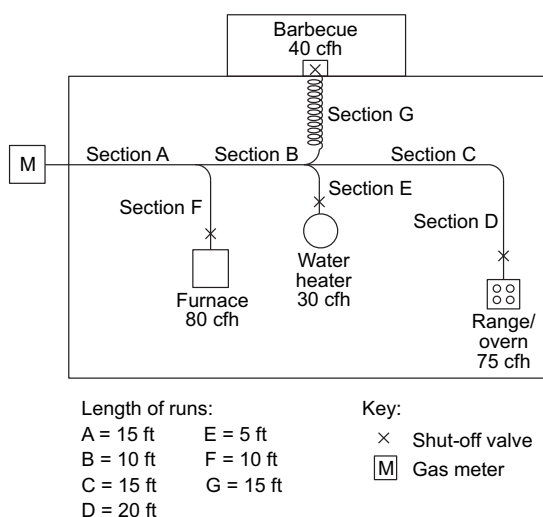 Barbecue
40 cfh
Section G
M
Section A
Section B
Section C
Section F
Section E
Section D
Furnace
80 cfh
Water
heater
30 cfh
Range/
overn
75 cfh
Length of runs:
A = 15 ft E = 5 ft
B = 10 ft F = 10 ft
C = 15 ft G = 15 ft
D = 20 ft
Key:
× Shut-off valve
M Gas meter